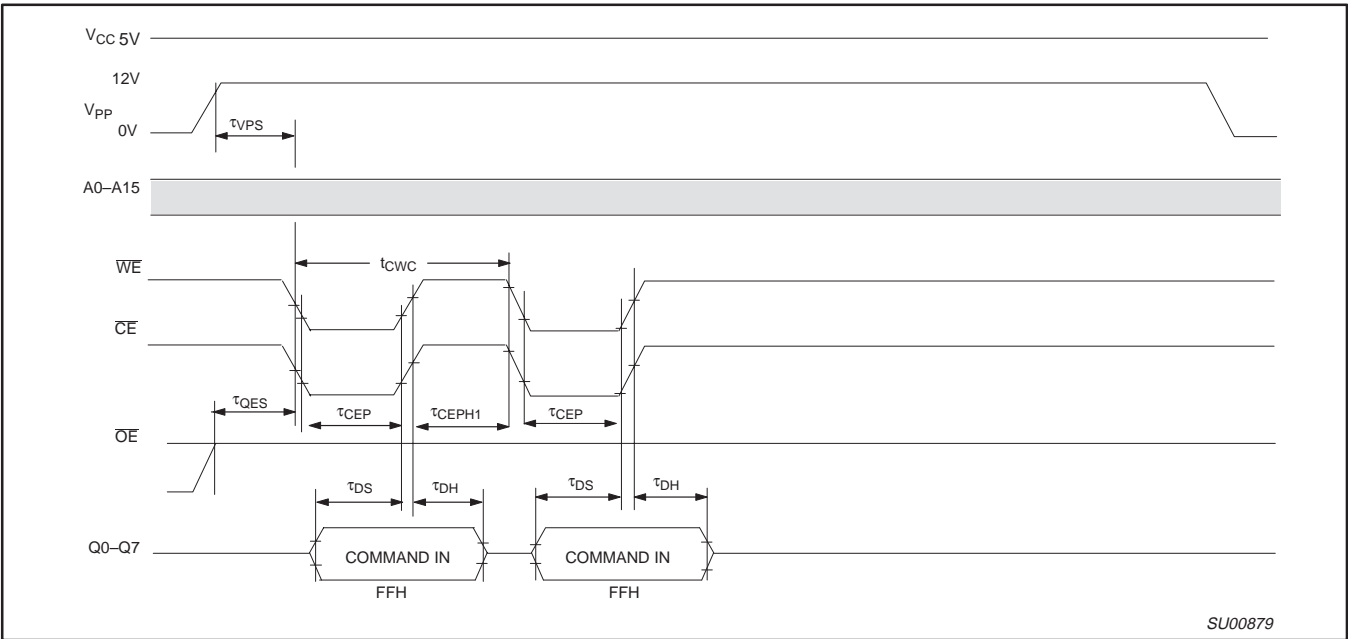 VCC 5V
12V
VPP
0V
τVPS
A0–A15
WE
tCWC
CE
τQES
τCEP
τCEPH1
τCEP
OE
τDS
τDH
τDS
τDH
Q0–Q7
COMMAND IN
COMMAND IN
FFH
FFH
SU00879